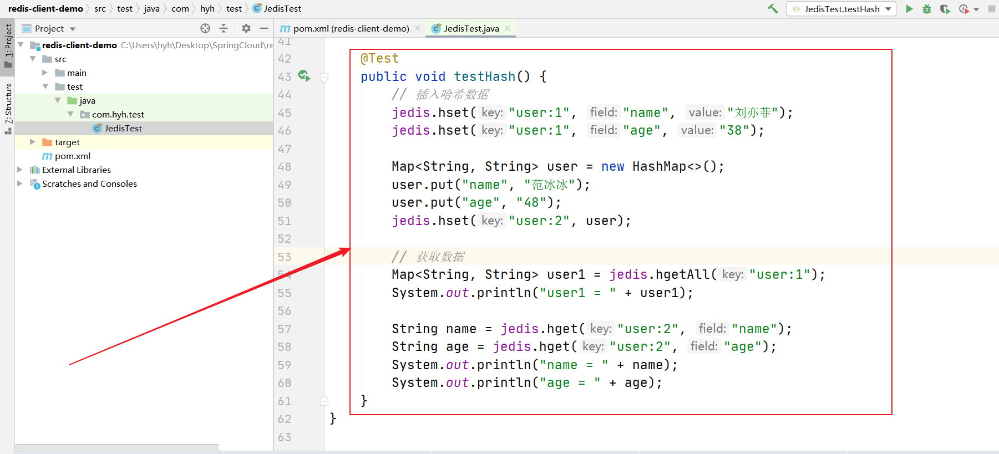 redis-client-demo src test java com hyh test JedisTest
JedisTest.testHash
1: Project
Z: Structure
Project
pom.xml (redis-client-demo)
JedisTest.java
redis-client-demo C:\Users\hyh\Desktop\SpringCloud\re
src
main
test
java
com.hyh.test
JedisTest
target
pom.xml
External Libraries
Scratches and Consoles
41
42 @Test
43 public void testHash() {
44 // 插入哈希数据
45 jedis.hset( key: "user:1", field: "name", value: "刘亦菲");
46 jedis.hset( key: "user:1", field: "age", value: "38");
47
48 Map<String, String> user = new HashMap<>();
49 user.put("name", "范冰冰");
50 user.put("age", "48");
51 jedis.hset( key: "user:2", user);
52
53 // 获取数据
54 Map<String, String> user1 = jedis.hgetAll( key: "user:1");
55 System.out.println("user1 = " + user1);
56
57 String name = jedis.hget( key: "user:2", field: "name");
58 String age = jedis.hget( key: "user:2", field: "age");
59 System.out.println("name = " + name);
60 System.out.println("age = " + age);
61 }
62 }
63